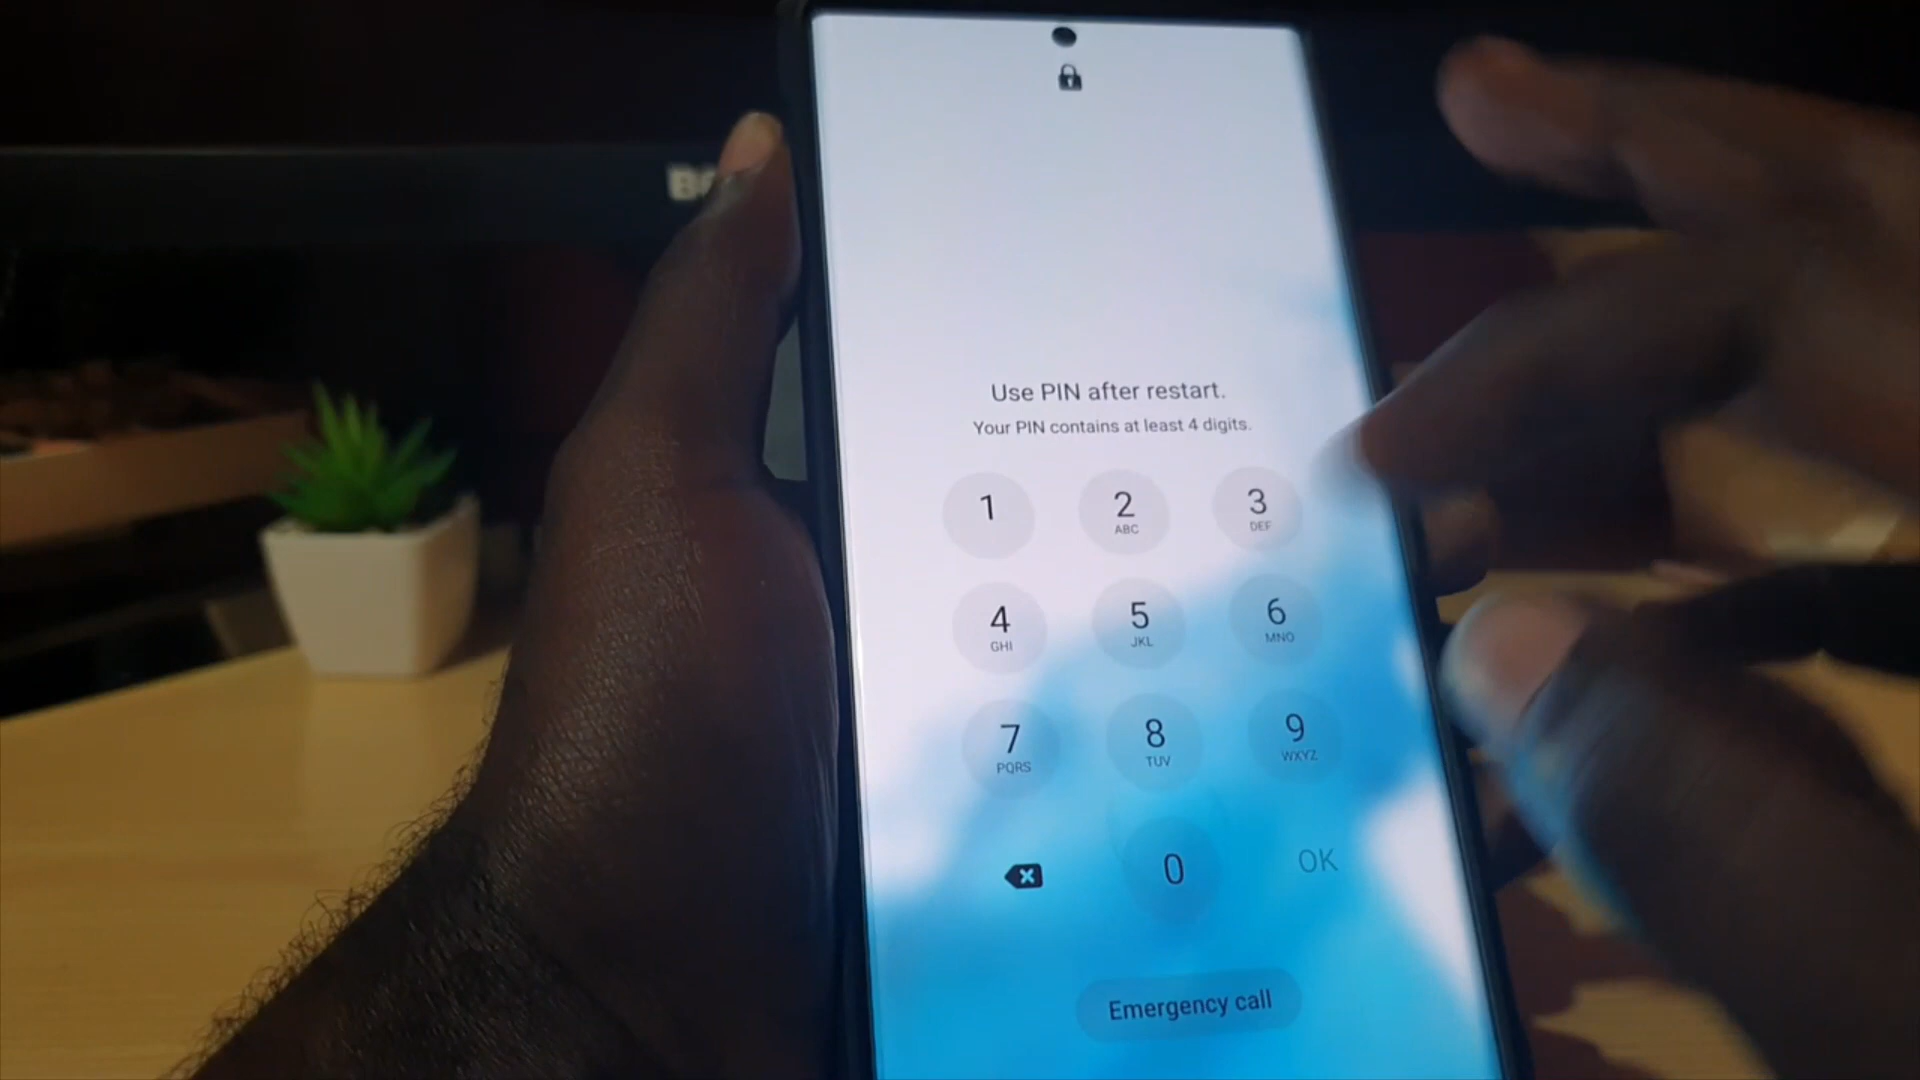 Use PIN after restart.
Your PIN contains at least 4 digits.
1
2
ABC
3
DEF
4
GHI
5
JKL
6
MNO
7
PQRS
8
TUV
9
WXYZ
0
OK
Emergency call